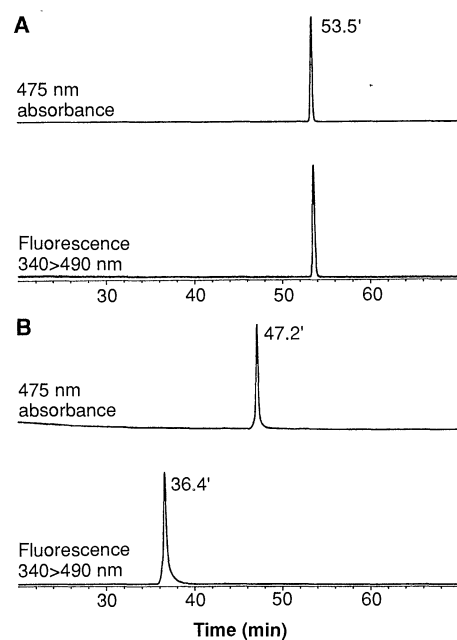 A
53.5'
475 nm
absorbance
Fluorescence
340>490 nm
30 40 50 60
B
47.2'
475 nm
absorbance
36.4'
Fluorescence
340>490 nm
30 40 50 60
Time (min)